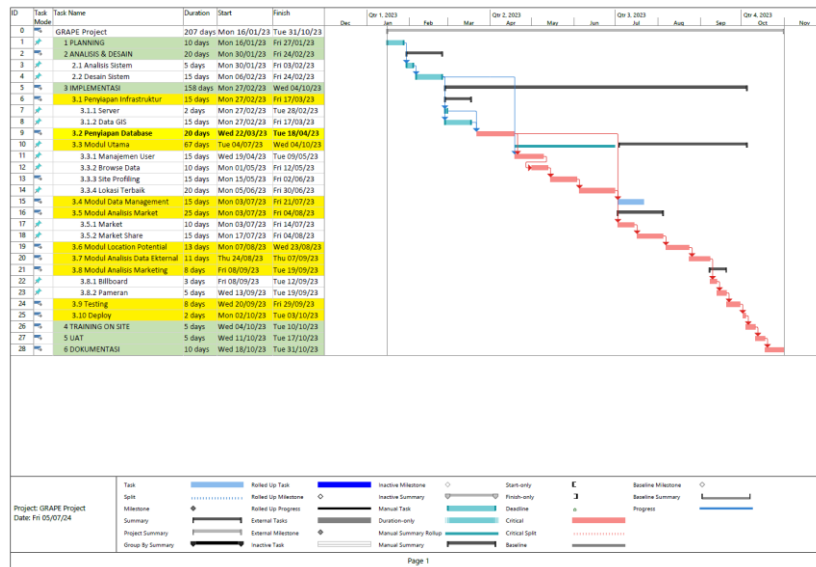 ID Task Mode Task Name Duration Start Finish
Qtr 1, 2023 Qtr 2, 2023 Qtr 3, 2023 Qtr 4, 2023
Dec Jan Feb Mar Apr May Jun Jul Aug Sep Oct Nov
0 GRAPE Project 207 days Mon 16/01/23 Tue 31/10/23
1 1 PLANNING 10 days Mon 16/01/23 Fri 27/01/23
2 2 ANALISIS & DESAIN 20 days Mon 30/01/23 Fri 24/02/23
3 2.1 Analisis Sistem 5 days Mon 30/01/23 Fri 03/02/23
4 2.2 Desain Sistem 15 days Mon 06/02/23 Fri 24/02/23
5 3 IMPLEMENTASI 158 days Mon 27/02/23 Wed 04/10/23
6 3.1 Penyiapan Infrastruktur 15 days Mon 27/02/23 Fri 17/03/23
7 3.1.1 Server 2 days Mon 27/02/23 Tue 28/02/23
8 3.1.2 Data GIS 15 days Mon 27/02/23 Fri 17/03/23
9 3.2 Penyiapan Database 20 days Wed 22/03/23 Tue 18/04/23
10 3.3 Modul Utama 67 days Tue 04/07/23 Wed 04/10/23
11 3.3.1 Manajemen User 15 days Wed 19/04/23 Tue 09/05/23
12 3.3.2 Browse Data 10 days Mon 01/05/23 Fri 12/05/23
13 3.3.3 Site Profiling 15 days Mon 15/05/23 Fri 02/06/23
14 3.3.4 Lokasi Terbaik 20 days Mon 05/06/23 Fri 30/06/23
15 3.4 Modul Data Management 15 days Mon 03/07/23 Fri 21/07/23
16 3.5 Modul Analisis Market 25 days Mon 03/07/23 Fri 04/08/23
17 3.5.1 Market 10 days Mon 03/07/23 Fri 14/07/23
18 3.5.2 Market Share 15 days Mon 17/07/23 Fri 04/08/23
19 3.6 Modul Location Potential 13 days Mon 07/08/23 Wed 23/08/23
20 3.7 Modul Analisis Data Ekternal 11 days Thu 24/08/23 Thu 07/09/23
21 3.8 Modul Analisis Marketing 8 days Fri 08/09/23 Tue 19/09/23
22 3.8.1 Billboard 3 days Fri 08/09/23 Tue 12/09/23
23 3.8.2 Pameran 5 days Wed 13/09/23 Tue 19/09/23
24 3.9 Testing 8 days Wed 20/09/23 Fri 29/09/23
25 3.10 Deploy 2 days Mon 02/10/23 Tue 03/10/23
26 4 TRAINING ON SITE 5 days Wed 04/10/23 Tue 10/10/23
27 5 UAT 5 days Wed 11/10/23 Tue 17/10/23
28 6 DOKUMENTASI 10 days Wed 18/10/23 Tue 31/10/23
Project: GRAPE Project
Date: Fri 05/07/24
Task Rolled Up Task Inactive Milestone Start-only Baseline Milestone
Split Rolled Up Milestone Inactive Summary Finish-only Baseline Summary
Milestone Rolled Up Progress Manual Task Deadline Progress
Summary External Tasks Duration-only Critical
Project Summary External Milestone Manual Summary Rollup Critical Split
Group By Summary Inactive Task Manual Summary Baseline
Page 1